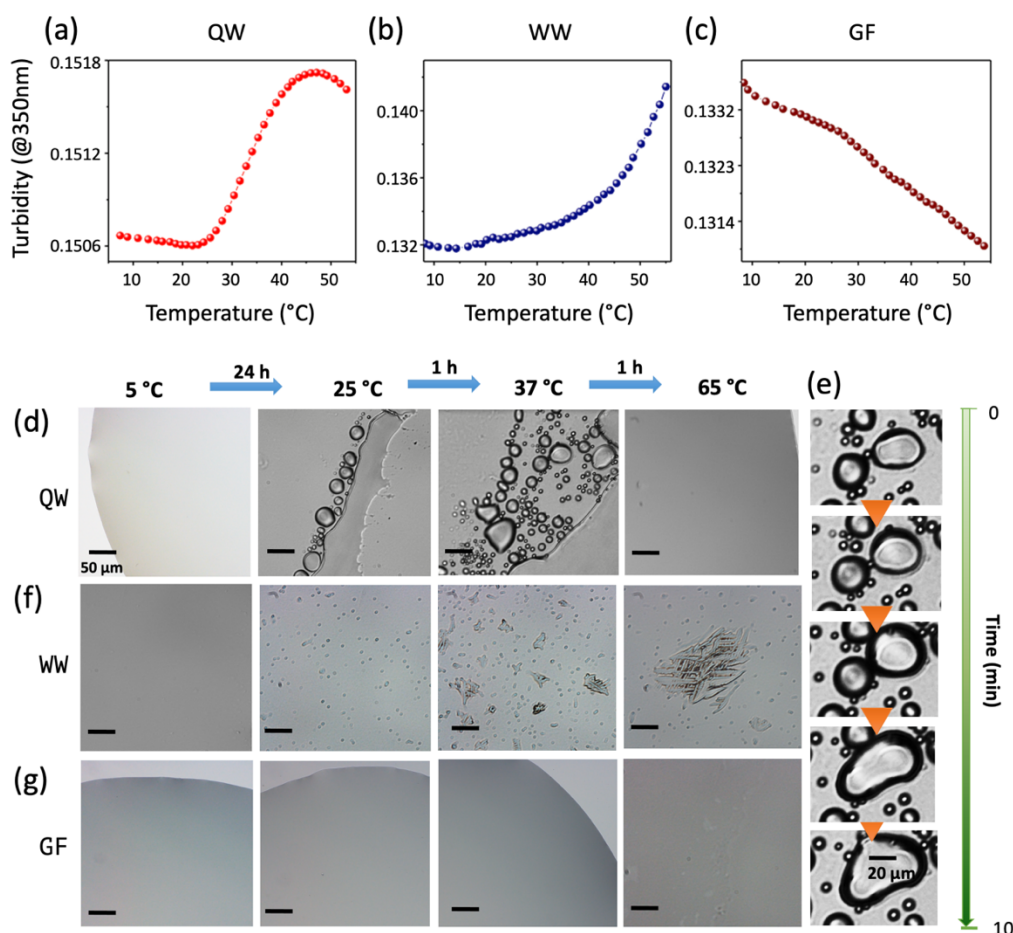 (a) QW
(b) WW
(c) GF
Turbidity (@350nm)
0.1518
0.1512
0.1506
10 20 30 40 50
Temperature (°C)
0.140
0.136
0.132
10 20 30 40 50
Temperature (°C)
0.1332
0.1323
0.1314
10 20 30 40 50
Temperature (°C)
5 °C 24 h 25 °C 1 h 37 °C 1 h 65 °C
(d)
QW
50 μm
(f)
WW
(g)
GF
(e)
0
Time (min)
20 μm
10